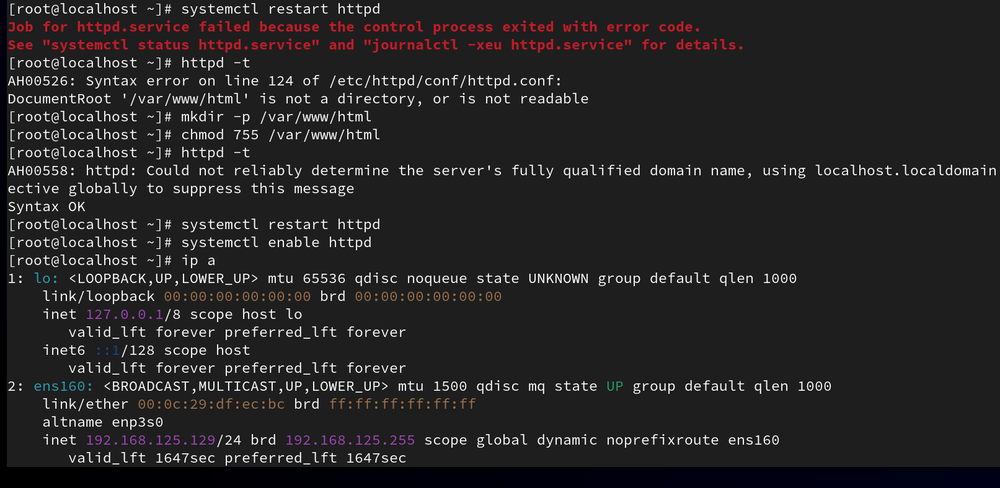 [root@localhost ~]# systemctl restart httpd
Job for httpd.service failed because the control process exited with error code.
See "systemctl status httpd.service" and "journalctl -xeu httpd.service" for details.
[root@localhost ~]# httpd -t
AH00526: Syntax error on line 124 of /etc/httpd/conf/httpd.conf:
DocumentRoot '/var/www/html' is not a directory, or is not readable
[root@localhost ~]# mkdir -p /var/www/html
[root@localhost ~]# chmod 755 /var/www/html
[root@localhost ~]# httpd -t
AH00558: httpd: Could not reliably determine the server's fully qualified domain name, using localhost.localdomain
ective globally to suppress this message
Syntax OK
[root@localhost ~]# systemctl restart httpd
[root@localhost ~]# systemctl enable httpd
[root@localhost ~]# ip a
1: lo: <LOOPBACK,UP,LOWER_UP> mtu 65536 qdisc noqueue state UNKNOWN group default qlen 1000
    link/loopback 00:00:00:00:00:00 brd 00:00:00:00:00:00
    inet 127.0.0.1/8 scope host lo
       valid_lft forever preferred_lft forever
    inet6 ::1/128 scope host
       valid_lft forever preferred_lft forever
2: ens160: <BROADCAST,MULTICAST,UP,LOWER_UP> mtu 1500 qdisc mq state UP group default qlen 1000
    link/ether 00:0c:29:df:ec:bc brd ff:ff:ff:ff:ff:ff
    altname enp3s0
    inet 192.168.125.129/24 brd 192.168.125.255 scope global dynamic noprefixroute ens160
       valid_lft 1647sec preferred_lft 1647sec